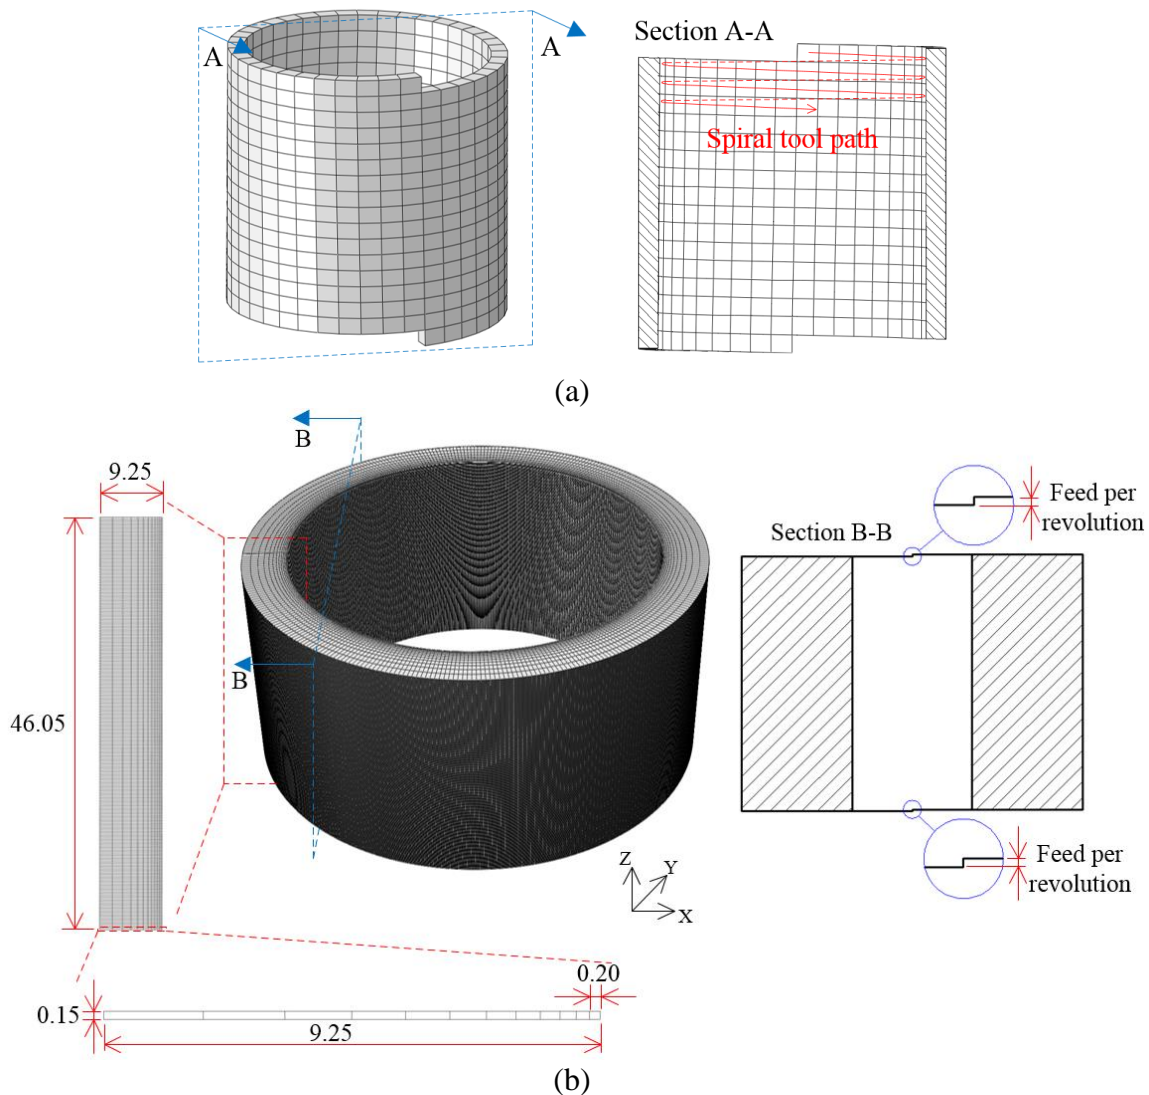 A
A
Section A-A
Spiral tool path
(a)
B
9.25
Feed per
revolution
Section B-B
B
46.05
Z
Y
X
Feed per
revolution
0.20
0.15
9.25
(b)